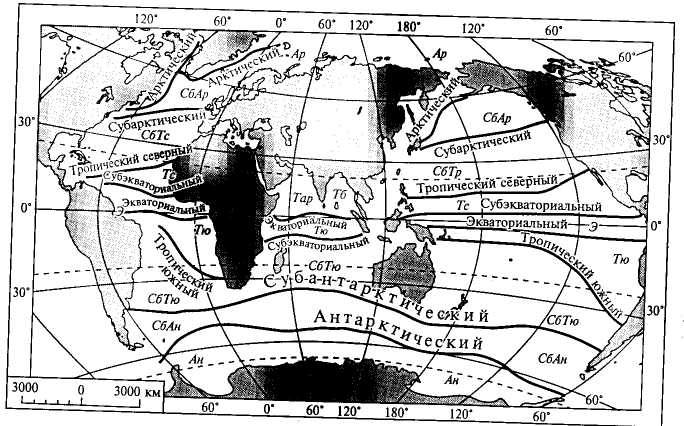 120° 60° 0° 60° 120° 180° 120° 60°
60°
Арктический
Арктический Ар
Ар
СбАр
Арктический
СбАр
30°
Субарктический
СбТс
Субарктический
30°
Тропический северный
Тс
СбТр
Субэкваториальный
Тар
Тб
Тропический северный
Тс Субэкваториальный
0°
Э
Экваториальный
Экваториальный
Экваториальный Э
0°
Тю
Тю
Субэкваториальный
Тю
Тропический южный
Тропический южный
СбТю
Субантарктический
30°
СбТю
СбТю
30°
Антарктический
СбАн
СбАн
Ан
Ан
3000 0 3000 км
60° 0° 60° 120° 180° 120° 60°